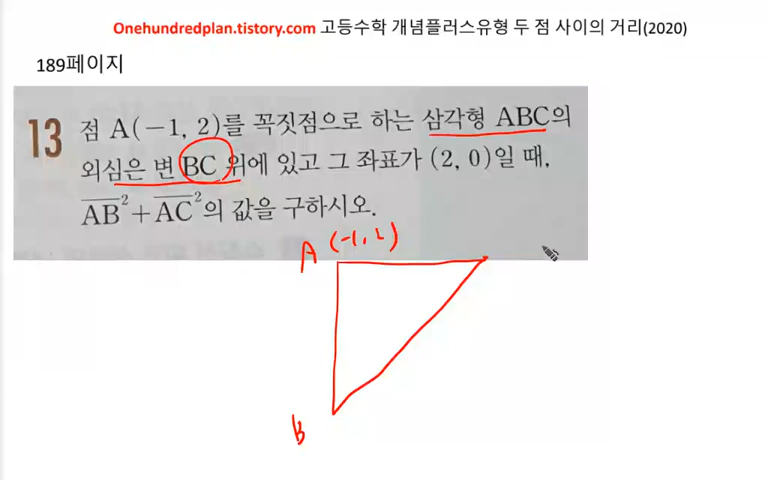 Onehundredplan.tistory.com 고등수학 개념플러스유형 두 점 사이의 거리(2020)
189페이지
13 점 A(−1, 2)를 꼭짓점으로 하는 삼각형 ABC의
외심은 변 BC 위에 있고 그 좌표가 (2, 0)일 때,
AB²+AC²의 값을 구하시오.
A (-1, 2)
B